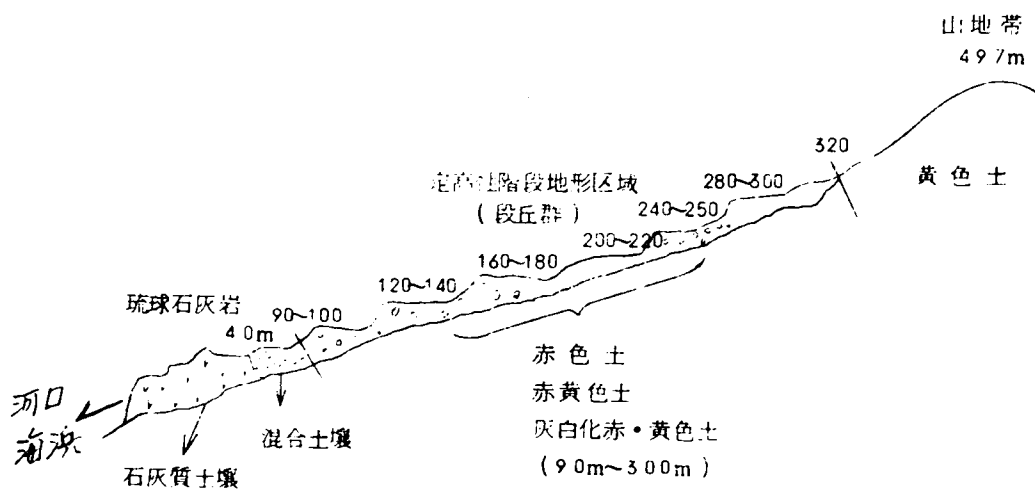 山地帯
497m
320
黄色土
定高性階段地形区域
(段丘群)
280~300
240~250
200~220
160~180
120~140
90~100
琉球石灰岩
40m
赤色土
赤黄色土
灰白化赤・黄色土
(90m~300m)
混合土壌
石灰質土壌
河口
海浜